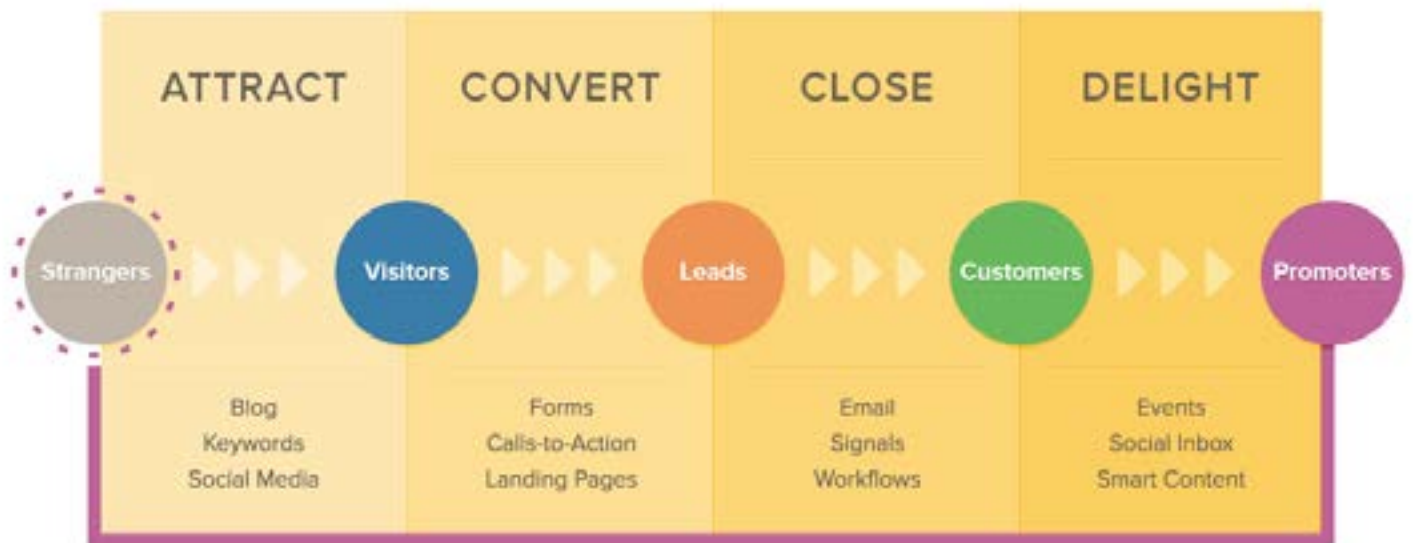 ATTRACT CONVERT CLOSE DELIGHT
Strangers Visitors Leads Customers Promoters
Blog Forms Email Events
Keywords Calls-to-Action Signals Social Inbox
Social Media Landing Pages Workflows Smart Content